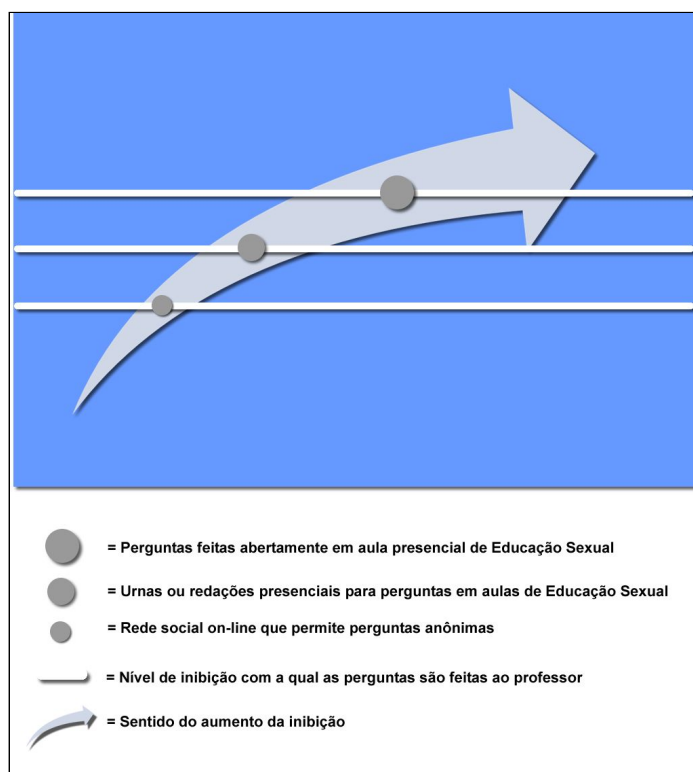 = Perguntas feitas abertamente em aula presencial de Educação Sexual
= Urnas ou redações presenciais para perguntas em aulas de Educação Sexual
= Rede social on-line que permite perguntas anônimas
= Nível de inibição com a qual as perguntas são feitas ao professor
= Sentido do aumento da inibição